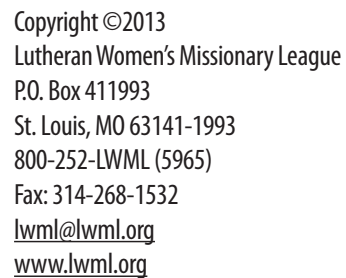 Copyright ©2013
Lutheran Women's Missionary League
P.O. Box 411993
St. Louis, MO 63141-1993
800-252-LWML (5965)
Fax: 314-268-1532
lwml@lwml.org
www.lwml.org